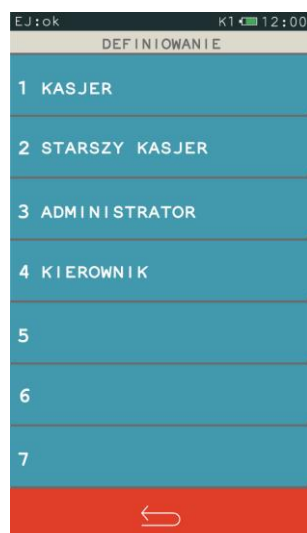 EJ:ok K1 12:00
DEFINIOWANIE
1 KASJER
2 STARSZY KASJER
3 ADMINISTRATOR
4 KIEROWNIK
5
6
7